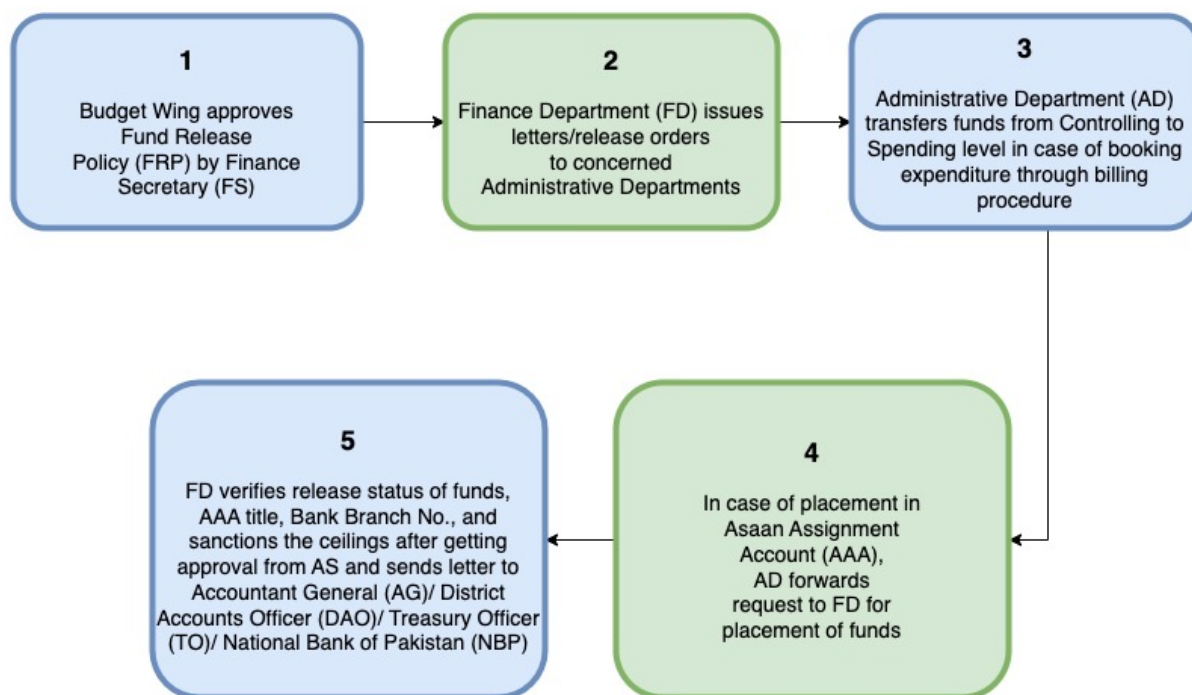 1
Budget Wing approves
Fund Release
Policy (FRP) by Finance
Secretary (FS)
2
Finance Department (FD) issues
letters/release orders
to concerned
Administrative Departments
3
Administrative Department (AD)
transfers funds from Controlling to
Spending level in case of booking
expenditure through billing
procedure
4
In case of placement in
Asaan Assignment
Account (AAA),
AD forwards
request to FD for
placement of funds
5
FD verifies release status of funds,
AAA title, Bank Branch No., and
sanctions the ceilings after getting
approval from AS and sends letter to
Accountant General (AG)/ District
Accounts Officer (DAO)/ Treasury Officer
(TO)/ National Bank of Pakistan (NBP)